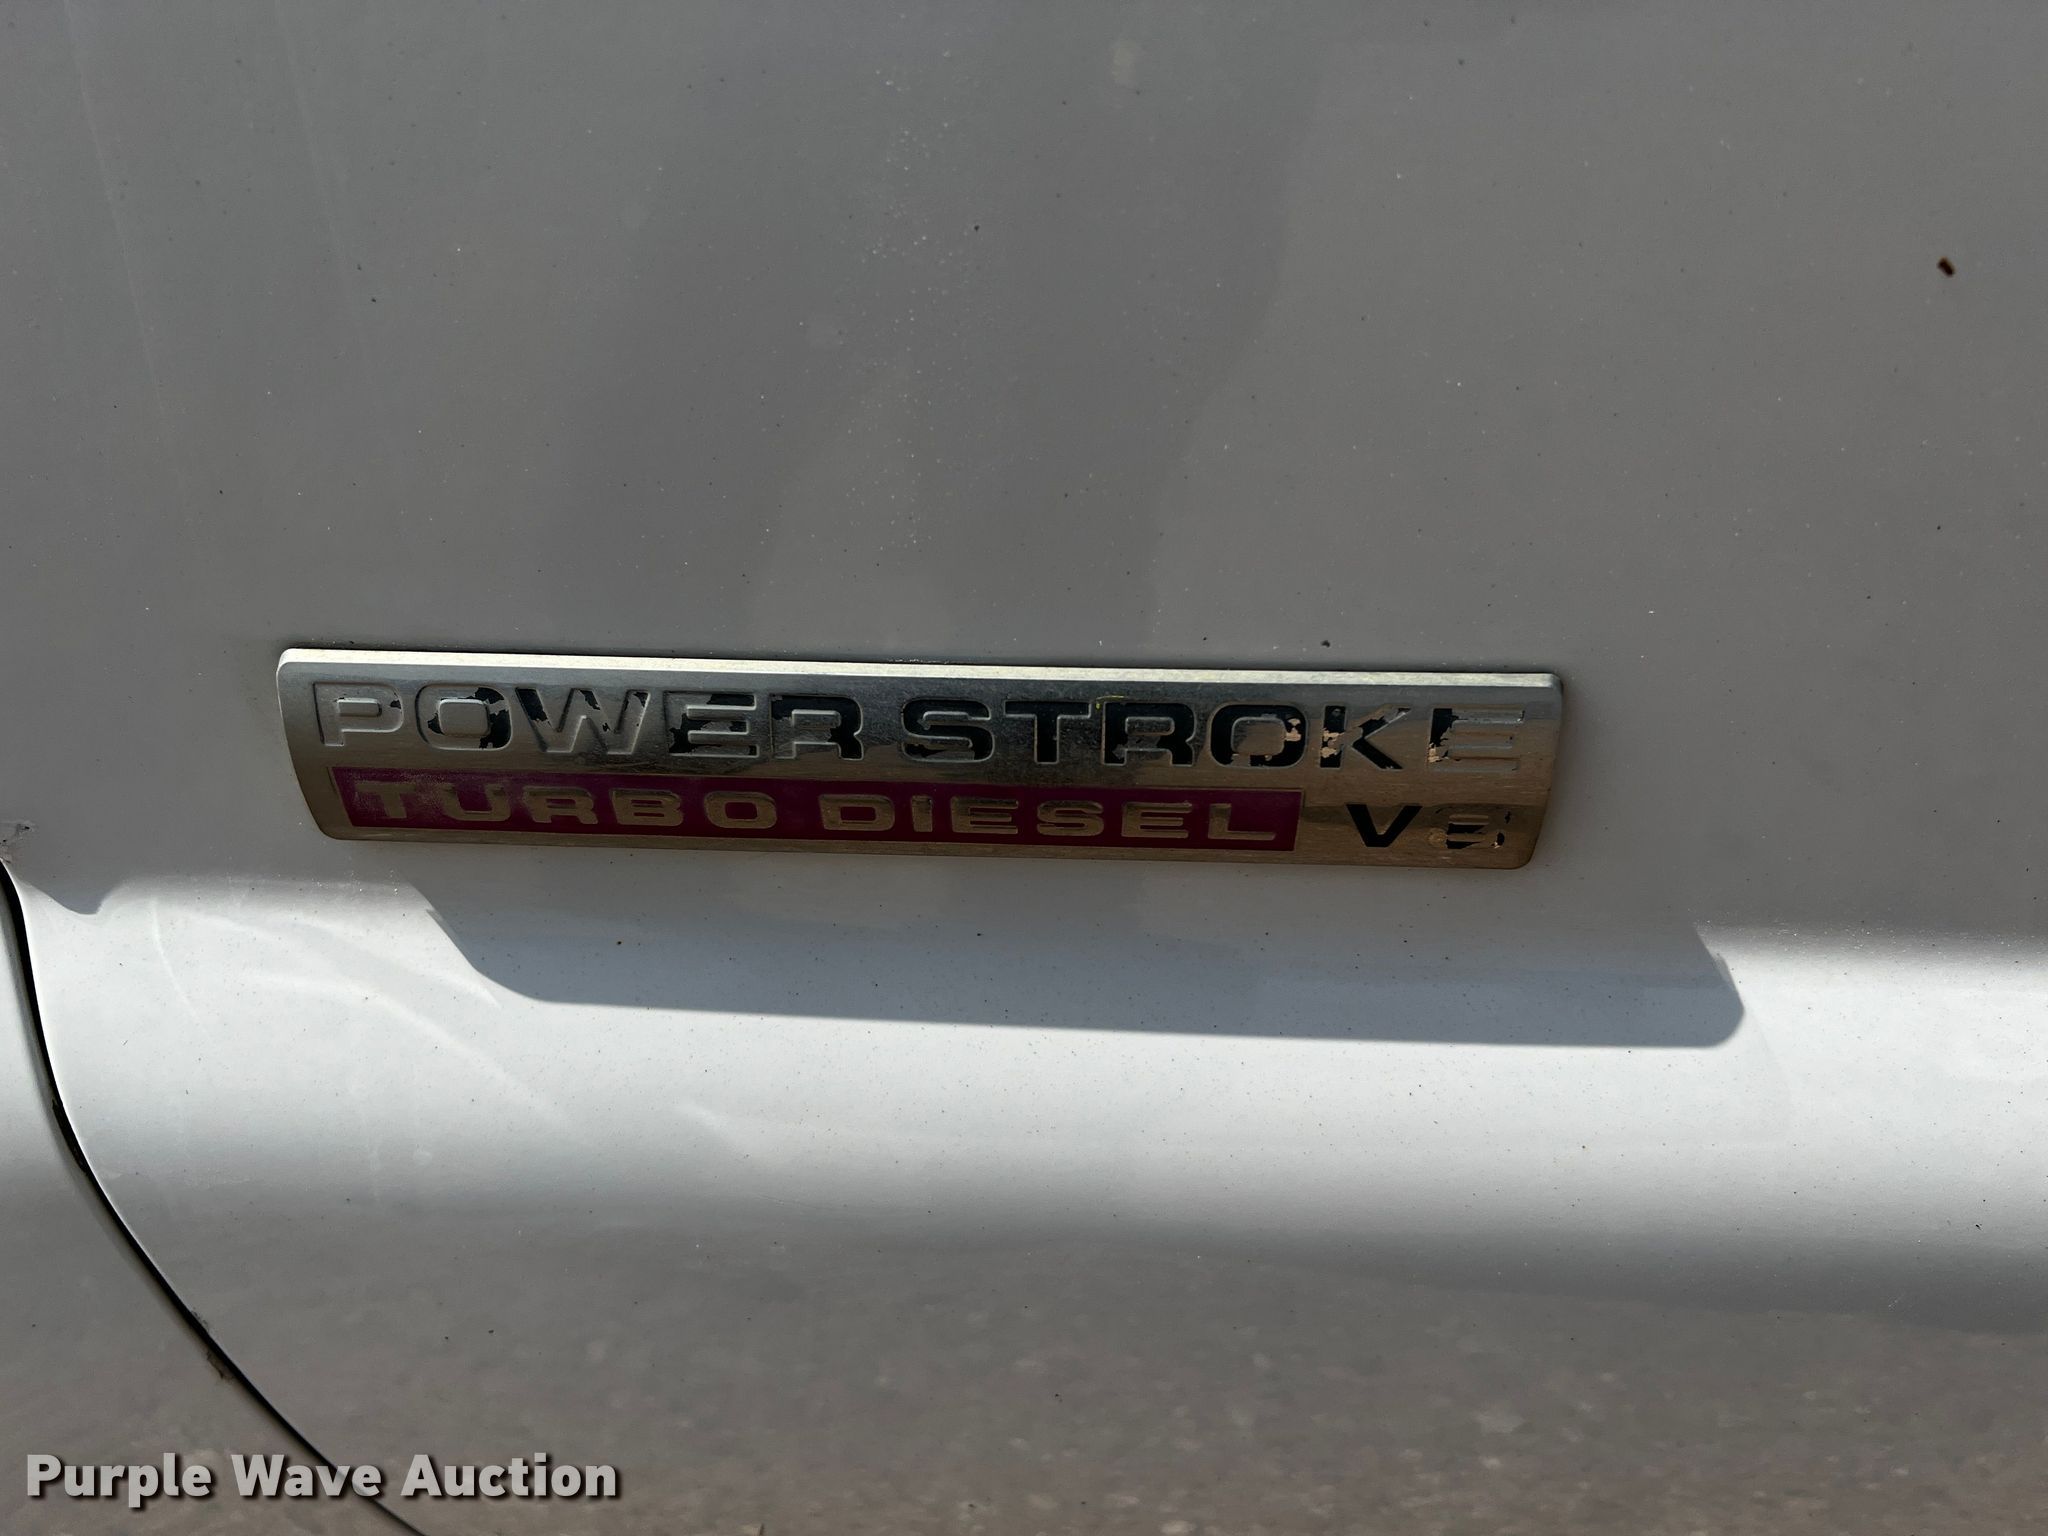 POWER STROKE
TURBO DIESEL V8
Purple Wave Auction